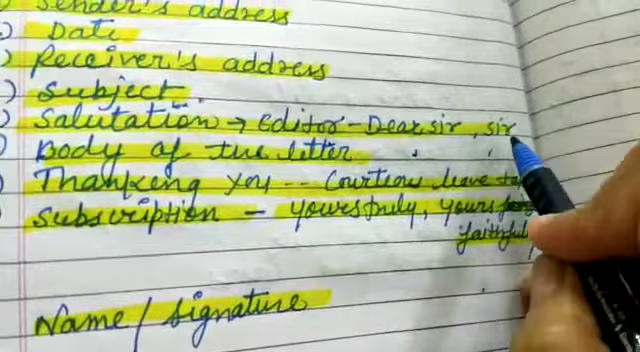 Sender's address
Date
Receiver's address
) Subject
Salutation → Editor - Dear sir, sir
Body of the letter
Thanking you -- Courteous leave
Subscription - yours truly, yours
faithfully
Name / Signature